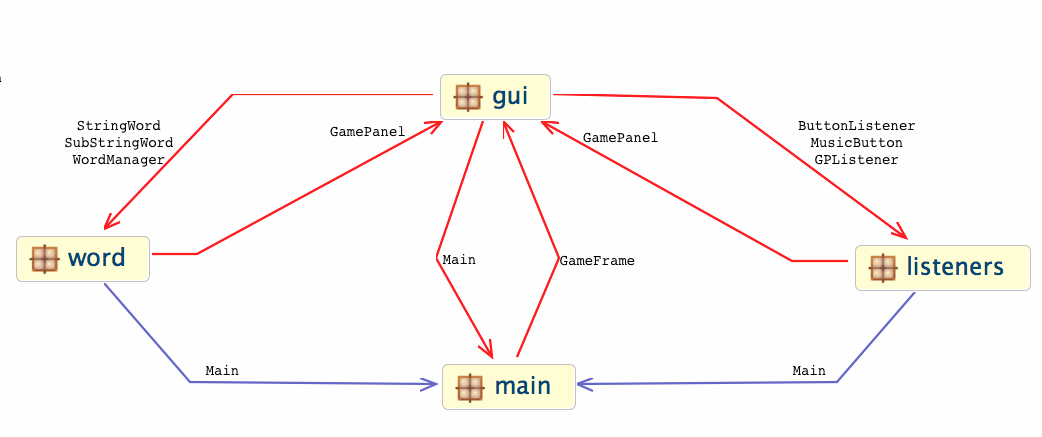 gui
StringWord
SubStringWord
WordManager
GamePanel
GamePanel
ButtonListener
MusicButton
GPListener
word
Main
GameFrame
listeners
Main
main
Main